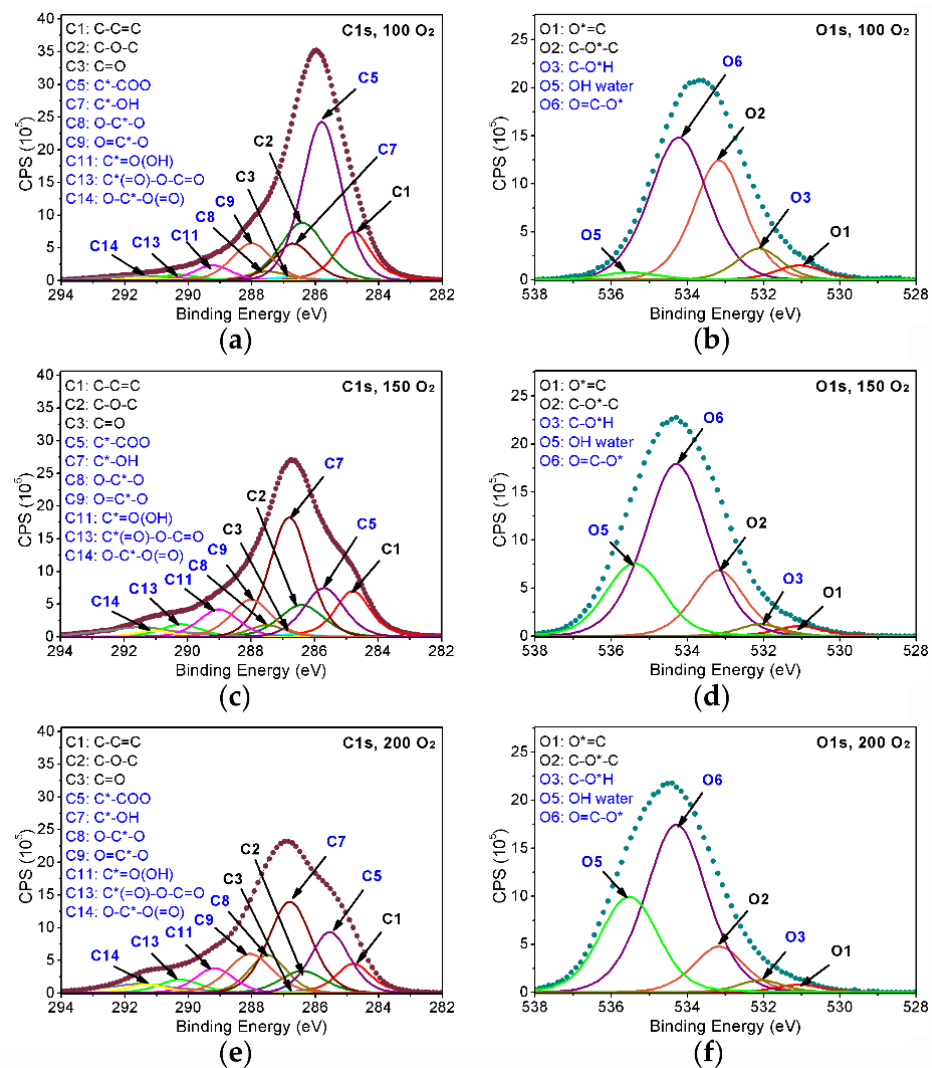 C1s, 100 O₂
C1: C-C=C
C2: C-O-C
C3: C=O
C5: C*-COO
C7: C*-OH
C8: O-C*-O
C9: O=C*-O
C11: C*=O(OH)
C13: C*(=O)-O-C=O
C14: O-C*-O(=O)
C5
C2
C7
C3
C9
C1
C8
C11
C13
C14
CPS (10⁵)
40
35
30
25
20
15
10
5
0
294 292 290 288 286 284 282
Binding Energy (eV)
(a)
O1s, 100 O₂
O1: O*=C
O2: C-O*-C
O3: C-O*H
O5: OH water
O6: O=C-O*
O6
O2
O3
O5
O1
CPS (10⁵)
25
20
15
10
5
0
538 536 534 532 530 528
Binding Energy (eV)
(b)
C1s, 150 O₂
C1: C-C=C
C2: C-O-C
C3: C=O
C5: C*-COO
C7: C*-OH
C8: O-C*-O
C9: O=C*-O
C11: C*=O(OH)
C13: C*(=O)-O-C=O
C14: O-C*-O(=O)
C7
C2
C5
C3
C1
C9
C8
C11
C13
C14
CPS (10⁵)
40
35
30
25
20
15
10
5
0
294 292 290 288 286 284 282
Binding Energy (eV)
(c)
O1s, 150 O₂
O1: O*=C
O2: C-O*-C
O3: C-O*H
O5: OH water
O6: O=C-O*
O6
O5
O2
O3
O1
CPS (10⁵)
25
20
15
10
5
0
538 536 534 532 530 528
Binding Energy (eV)
(d)
C1s, 200 O₂
C1: C-C=C
C2: C-O-C
C3: C=O
C5: C*-COO
C7: C*-OH
C8: O-C*-O
C9: O=C*-O
C11: C*=O(OH)
C13: C*(=O)-O-C=O
C14: O-C*-O(=O)
C7
C2
C5
C3
C1
C8
C9
C11
C13
C14
CPS (10⁵)
40
35
30
25
20
15
10
5
0
294 292 290 288 286 284 282
Binding Energy (eV)
(e)
O1s, 200 O₂
O1: O*=C
O2: C-O*-C
O3: C-O*H
O5: OH water
O6: O=C-O*
O6
O5
O2
O3
O1
CPS (10⁵)
25
20
15
10
5
0
538 536 534 532 530 528
Binding Energy (eV)
(f)